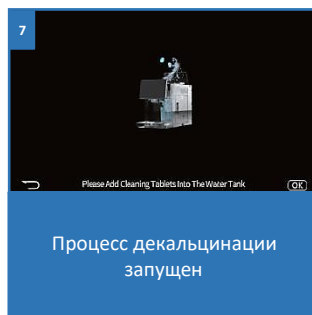 7
Please Add Cleaning Tablets Into The Water Tank
OK
Процесс декальцинации
запущен